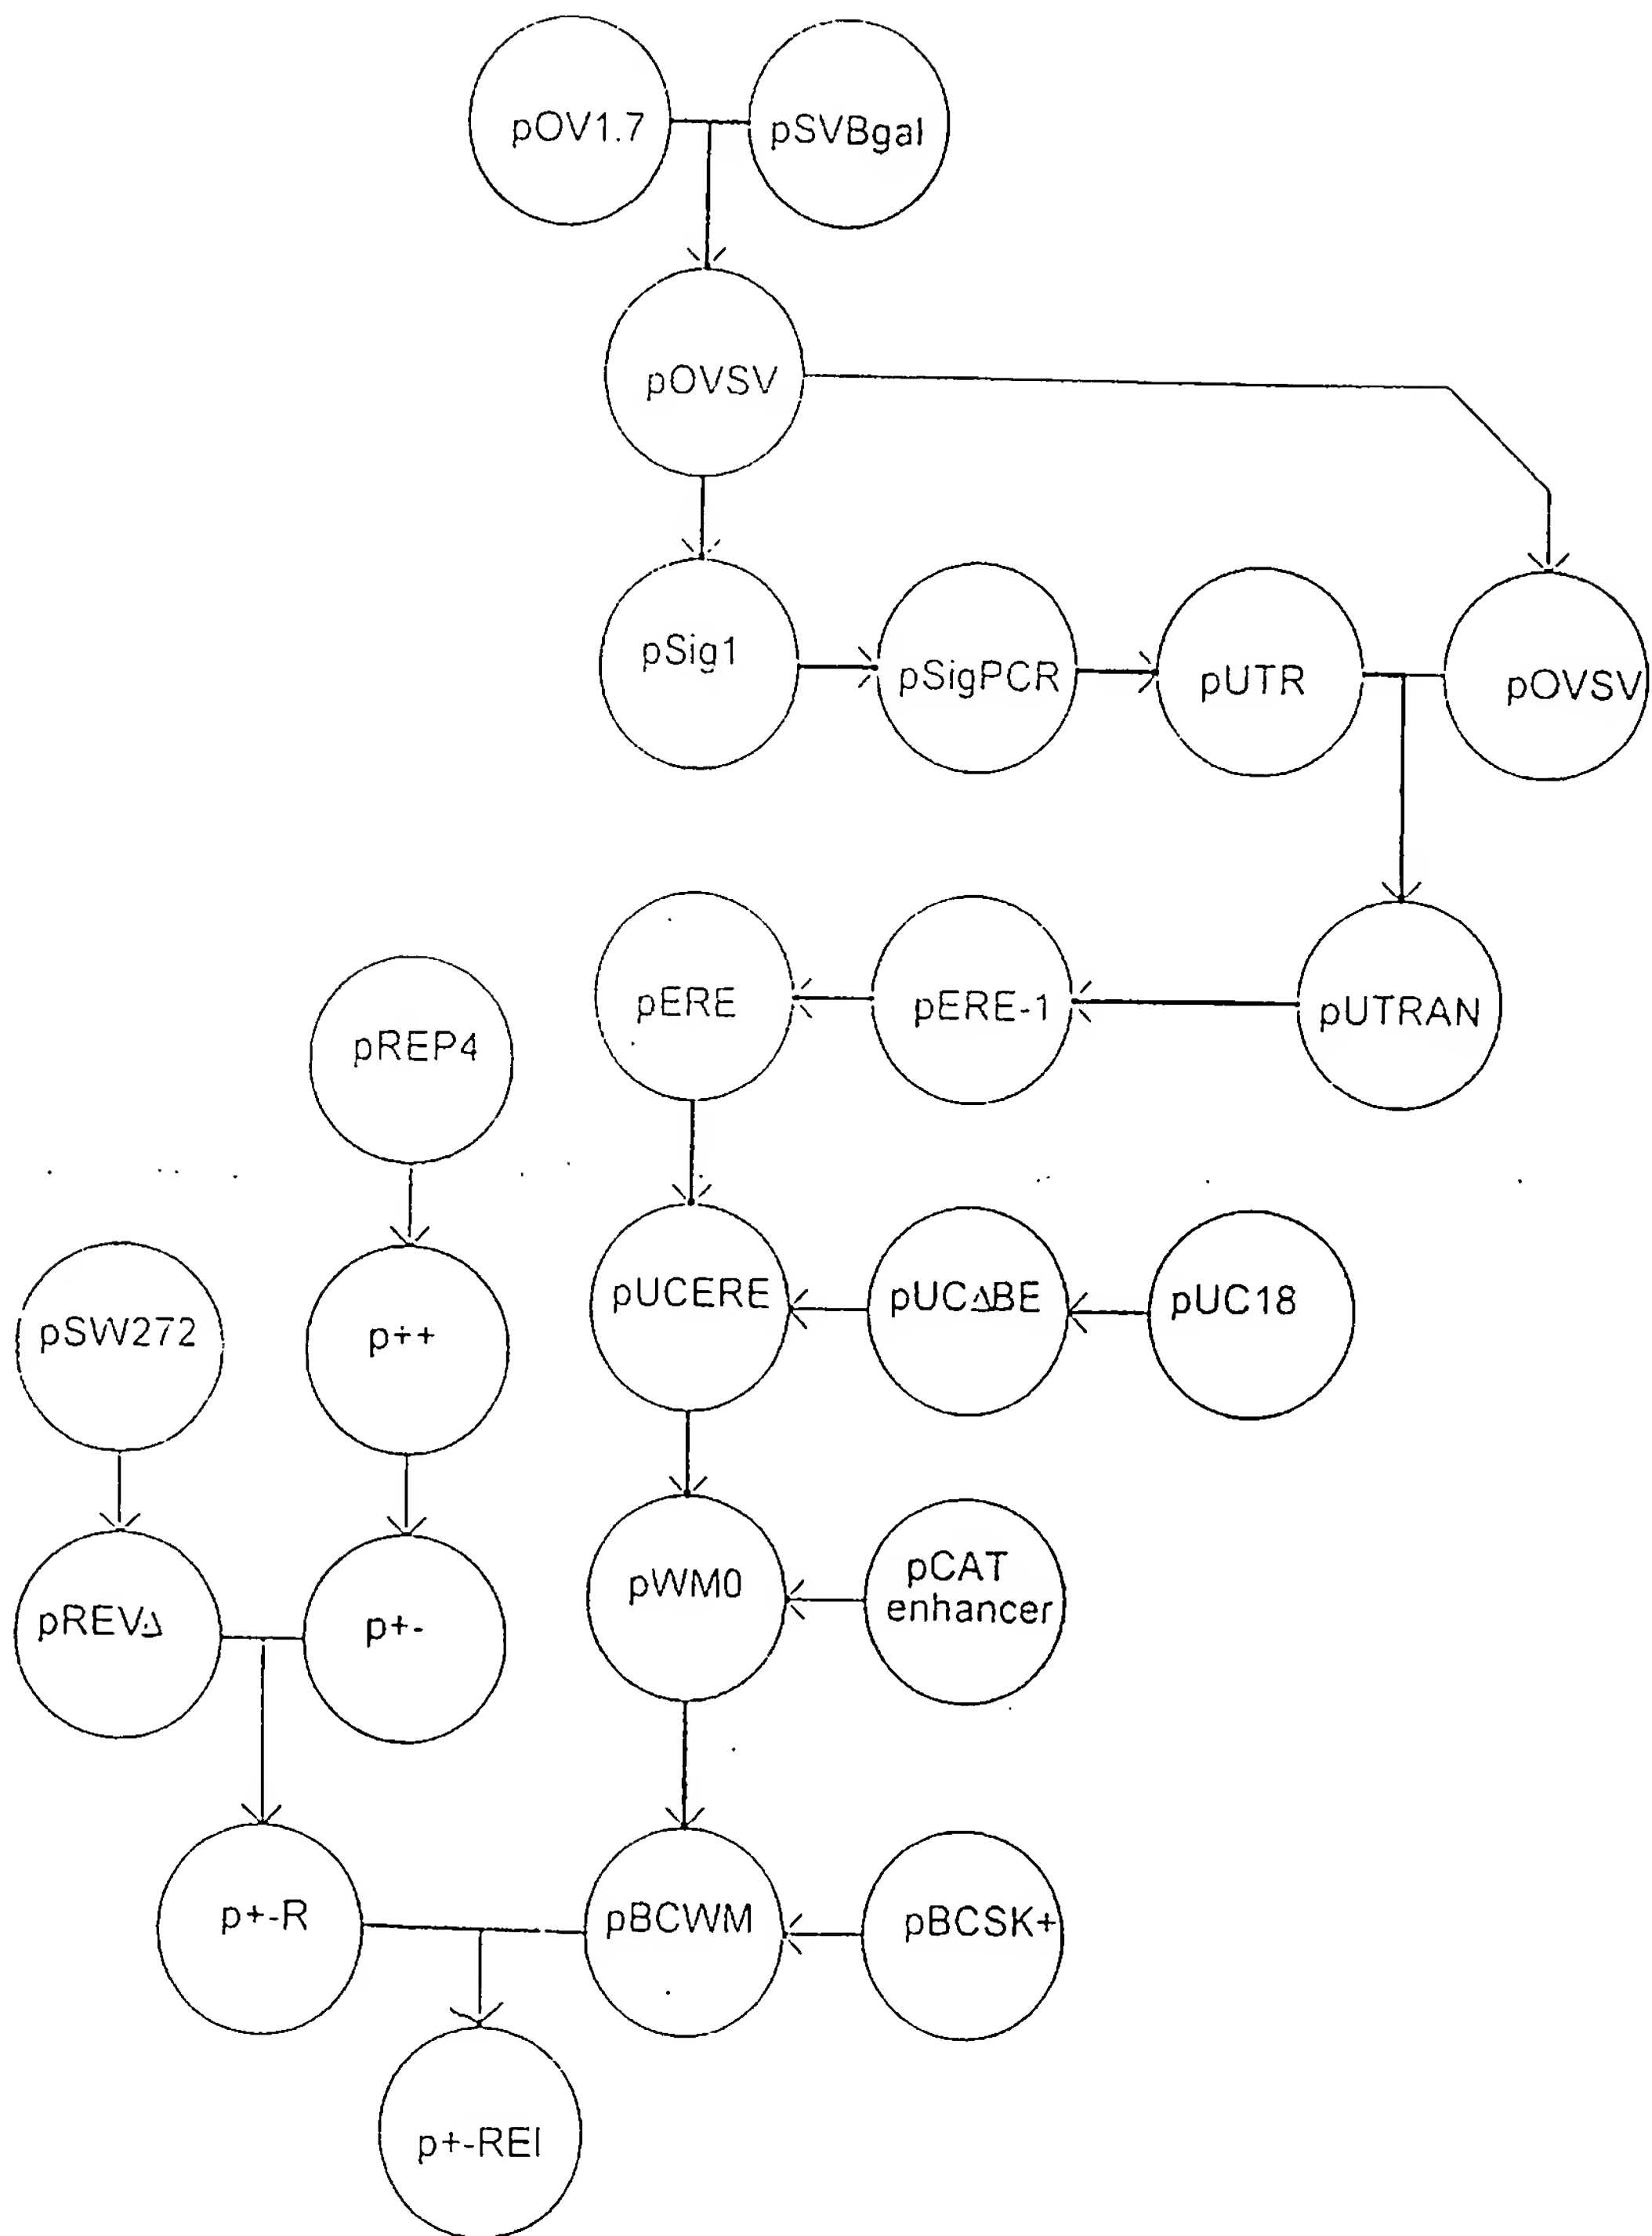 pOV1.7
pSVBgal
pOVSV
pSig1
pSigPCR
pUTR
pOVSV
pERE
pERE-1
pUTRAN
pREP4
pSW272
p++
pUCERE
pUCΔBE
pUC18
pREVΔ
p+-
pWM0
pCAT
enhancer
p+-R
pBCWM
pBCSK+
p+-REI